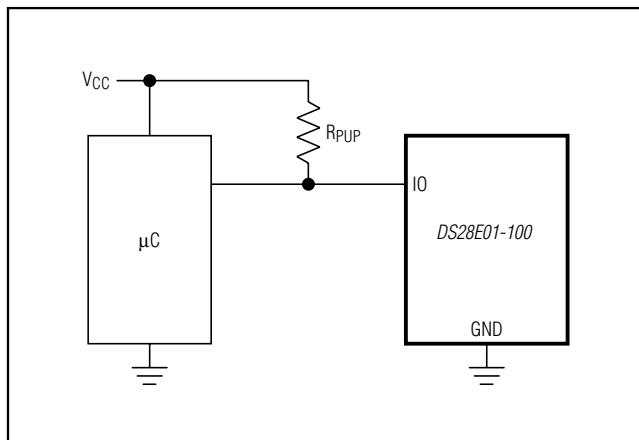 VCC
RPUP
IO
μC
DS28E01-100
GND